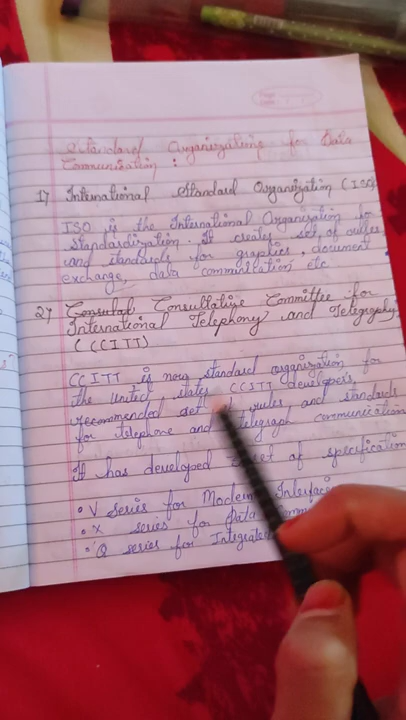 Standard Organizations for Data
Communication :
1) International Standard Organization (ISO)
ISO is the International Organization for
Standardization. It creates set of rules
and standards for graphics, document
exchange, data communication etc
2) Consultative Committee for
International Telephony and Telegraphy
(CCITT)
CCITT is now standard organization for
the united states CCITT developers,
recommended set rules and standards
for telephone and telegraph communication
It has developed set of specification
• V series for Modem Interfac
• X series for Data Comm
• Q series for Integrated